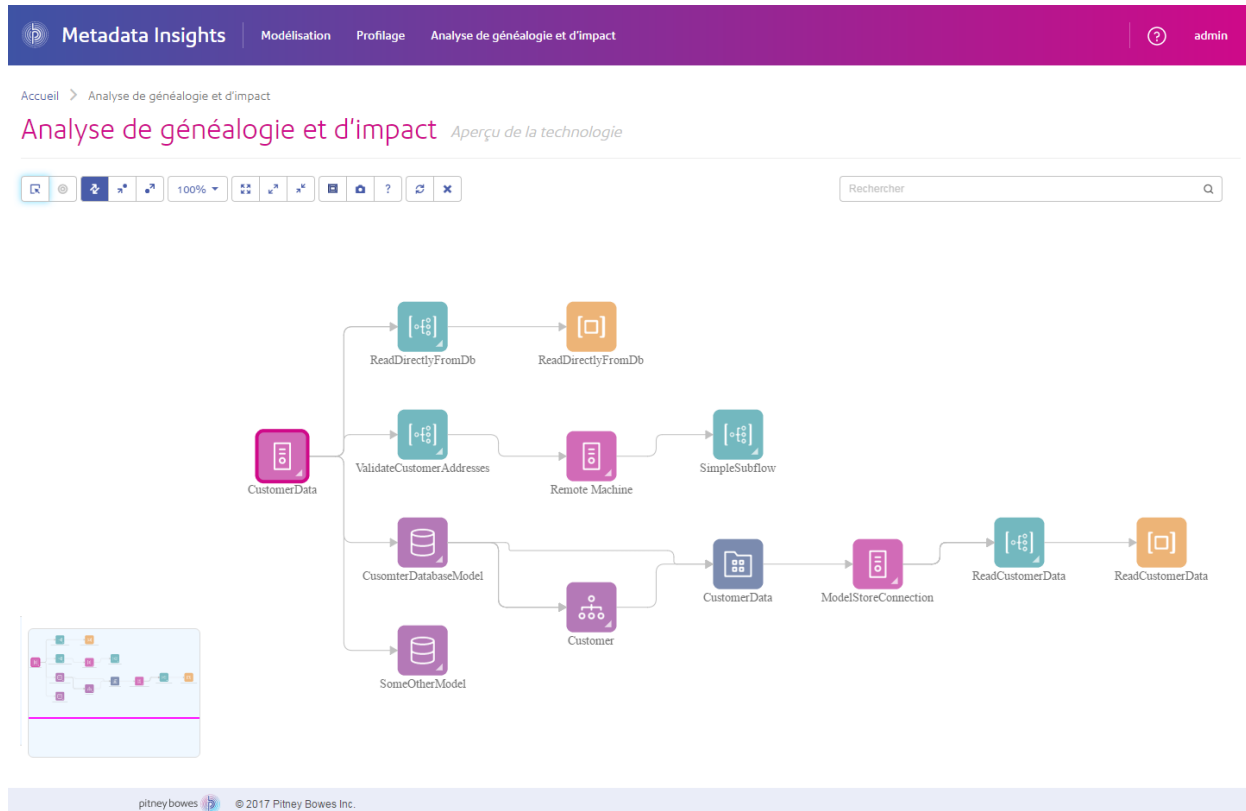 Metadata Insights Modélisation Profilage Analyse de généalogie et d'impact ? admin
Accueil > Analyse de généalogie et d'impact
Analyse de généalogie et d'impact Aperçu de la technologie
100% ? Rechercher
ReadDirectlyFromDb ReadDirectlyFromDb
ValidateCustomerAddresses SimpleSubflow
CustomerData Remote Machine
CusomterDatabaseModel ReadCustomerData ReadCustomerData
CustomerData ModelStoreConnection
Customer
SomeOtherModel
pitney bowes © 2017 Pitney Bowes Inc.